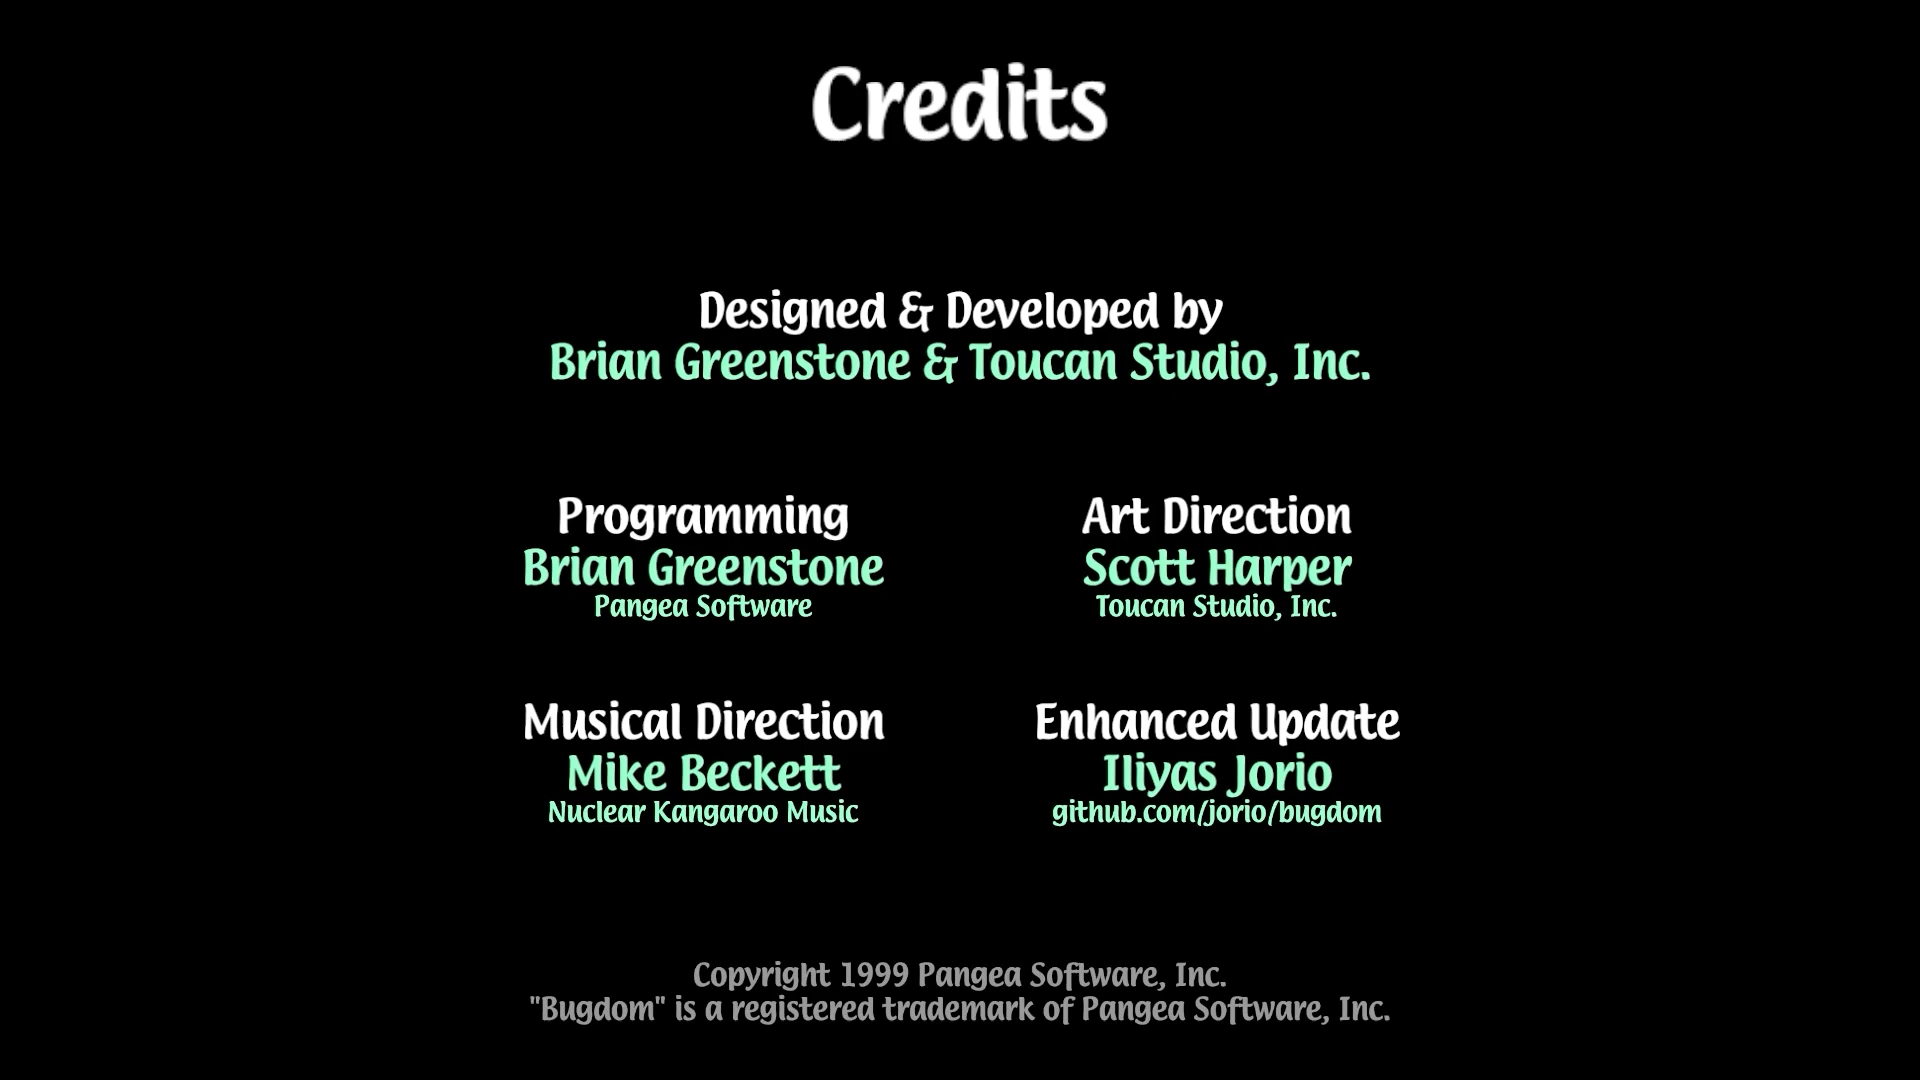 Credits
Designed & Developed by
Brian Greenstone & Toucan Studio, Inc.
Programming
Brian Greenstone
Pangea Software
Art Direction
Scott Harper
Toucan Studio, Inc.
Musical Direction
Mike Beckett
Nuclear Kangaroo Music
Enhanced Update
Iliyas Jorio
github.com/jorio/bugdom
Copyright 1999 Pangea Software, Inc.
"Bugdom" is a registered trademark of Pangea Software, Inc.